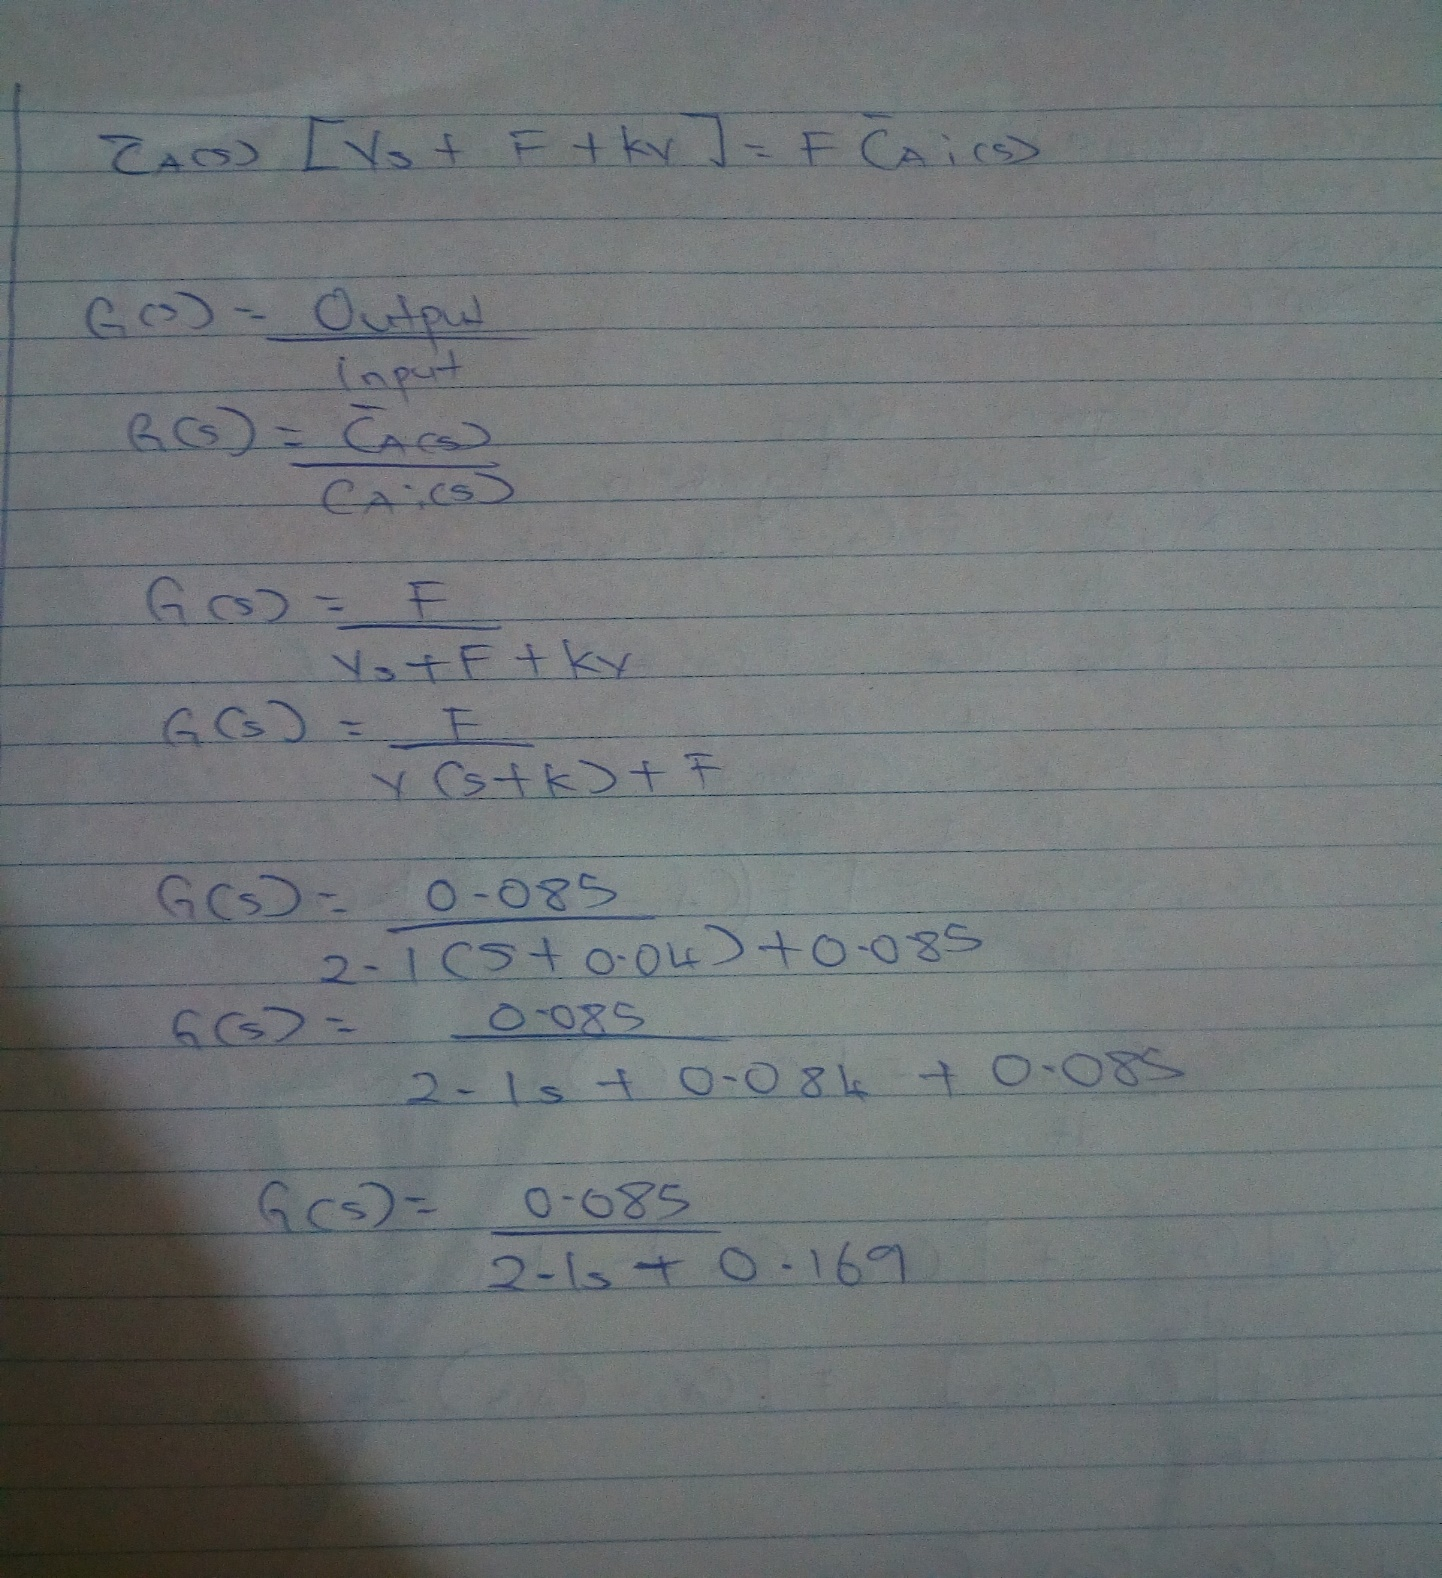 C̄A(s) [Vs + F + kv] = F C̄Ai(s)
G(s) = Output
input
G(s) = C̄A(s)
CAi(s)
G(s) = F
Vs + F + kv
G(s) = F
V(s+k) + F
G(s) = 0.085
2.1(s + 0.04) + 0.085
G(s) = 0.085
2.1s + 0.084 + 0.085
G(s) = 0.085
2.1s + 0.169